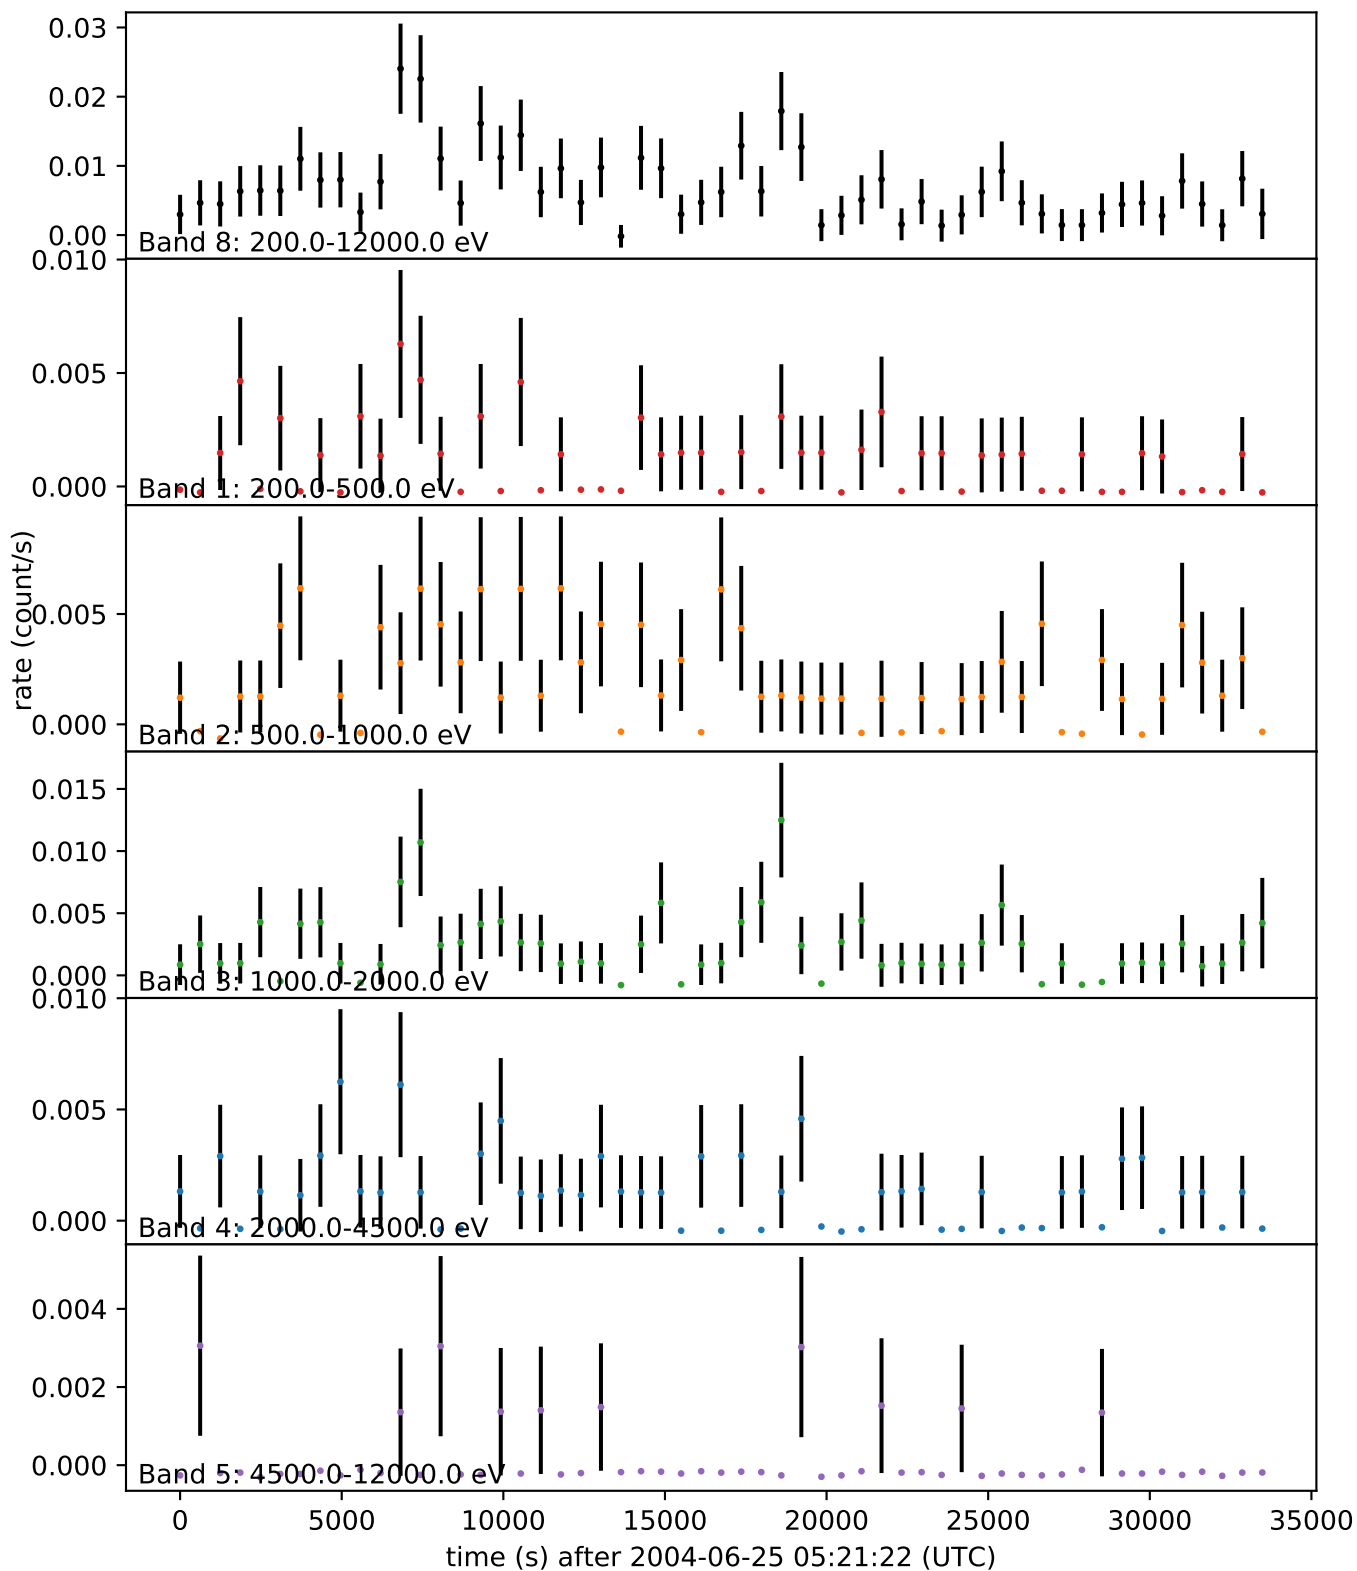 0.03
0.02
0.01
0.00
Band 8: 200.0-12000.0 eV
0.010
0.005
0.000
Band 1: 200.0-500.0 eV
rate (count/s)
0.005
0.000
Band 2: 500.0-1000.0 eV
0.015
0.010
0.005
0.000
Band 3: 1000.0-2000.0 eV
0.010
0.005
0.000
Band 4: 2000.0-4500.0 eV
0.004
0.002
0.000
Band 5: 4500.0-12000.0 eV
0 5000 10000 15000 20000 25000 30000 35000
time (s) after 2004-06-25 05:21:22 (UTC)